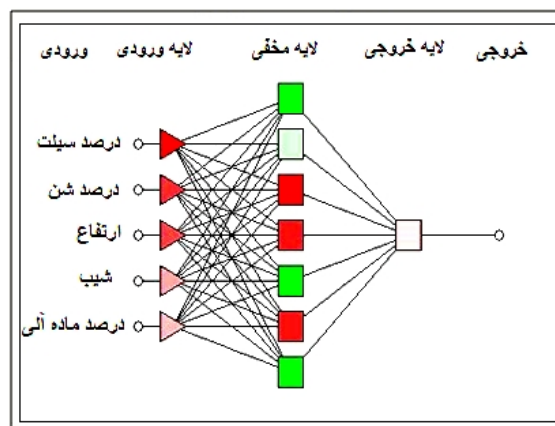 ورودی لایه ورودی لایه مخفی لایه خروجی خروجی
درصد سیلت
درصد شن
ارتفاع
شیب
درصد ماده آلی